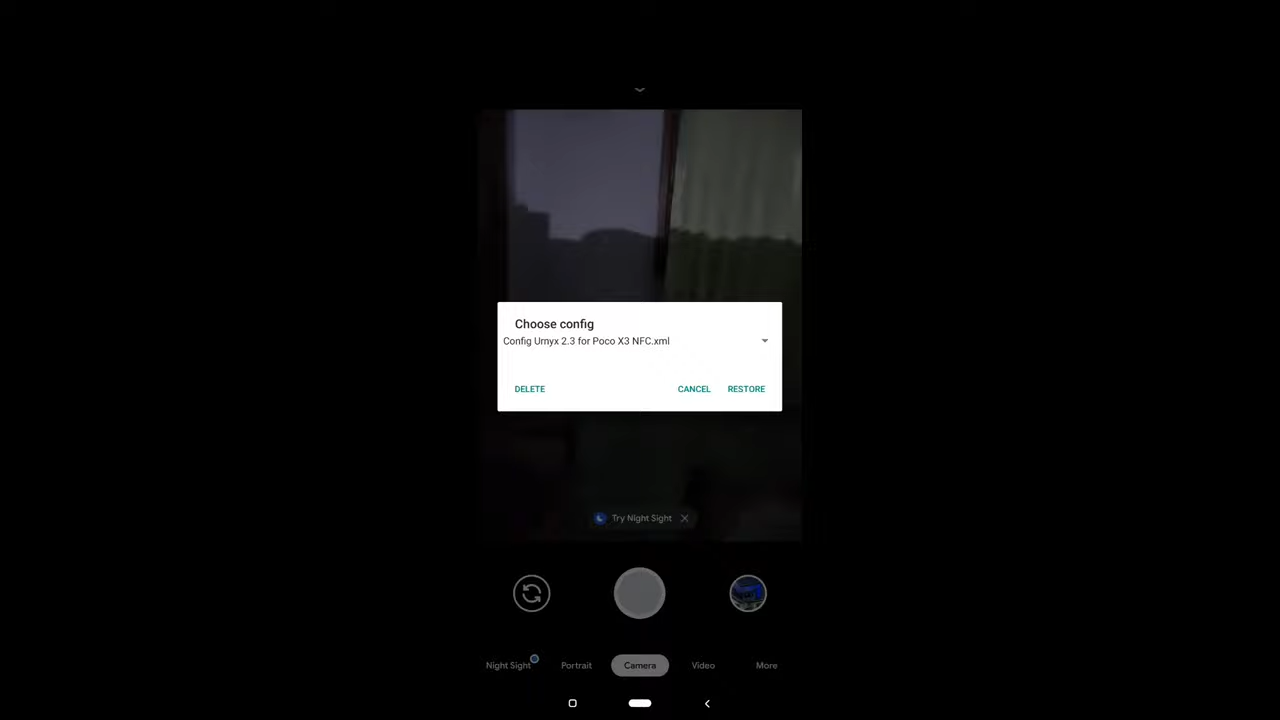 Choose config
Config Urnyx 2.3 for Poco X3 NFC.xml
DELETE CANCEL RESTORE
Try Night Sight
Night Sight Portrait Camera Video More